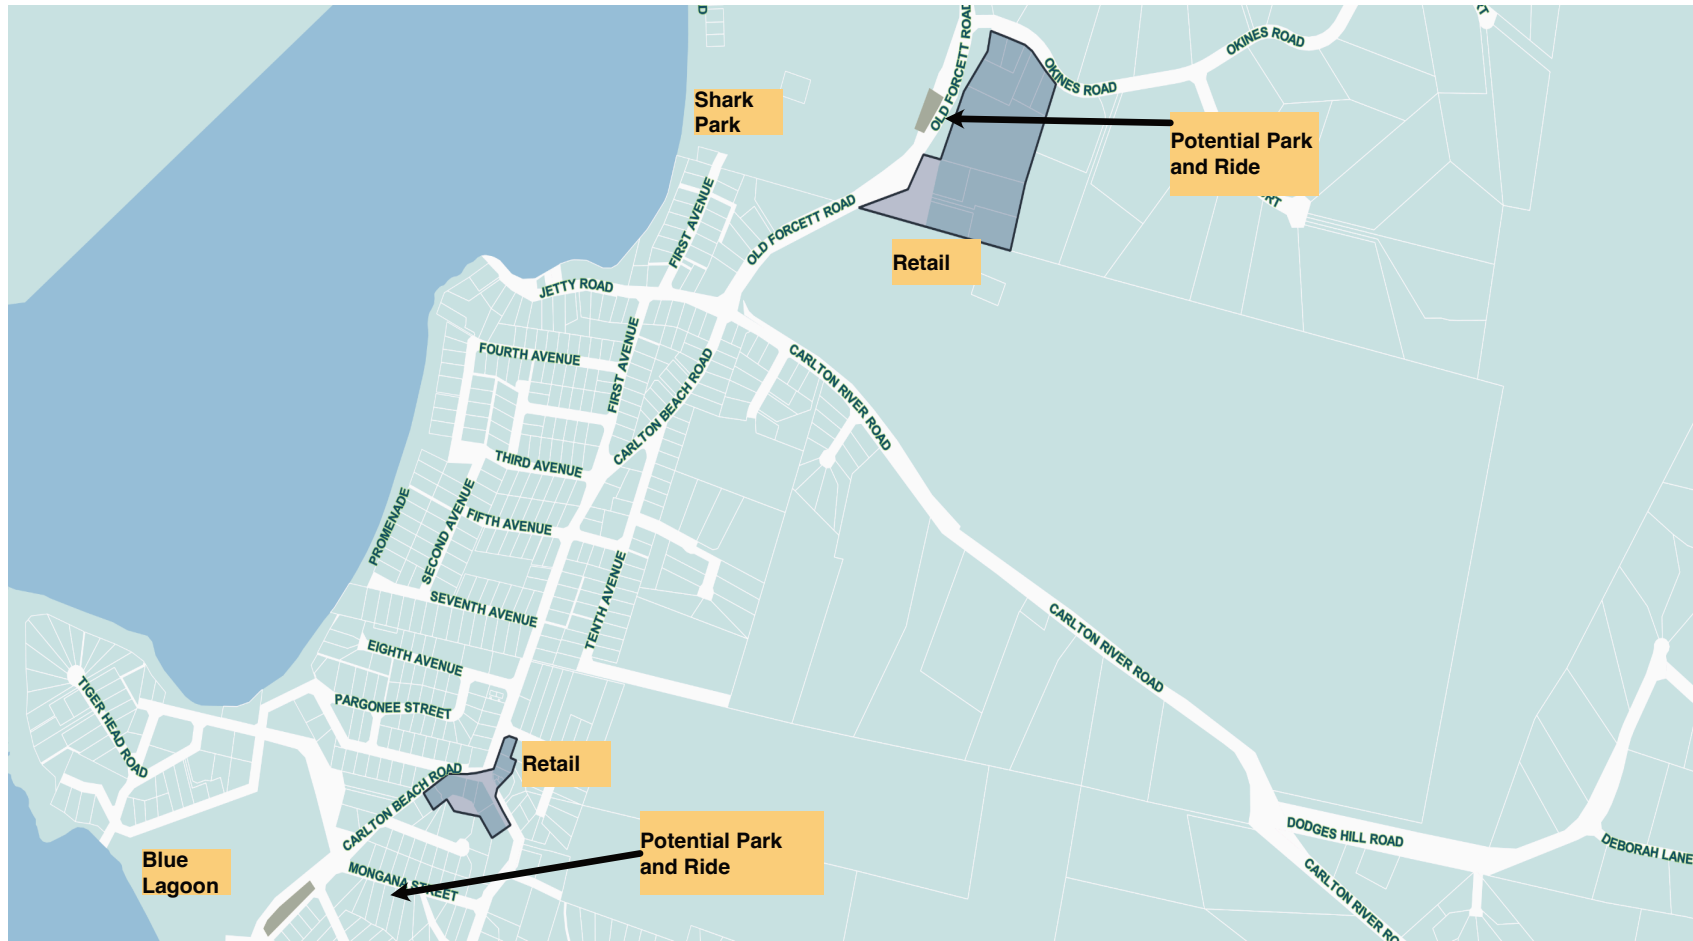 D
OLD FORCETT ROAD
OKINES ROAD
OKINES ROAD
Shark
Park
Potential Park
and Ride
RT
FIRST AVENUE
OLD FORCETT ROAD
Retail
JETTY ROAD
FOURTH AVENUE
FIRST AVENUE
CARLTON BEACH ROAD
CARLTON RIVER ROAD
THIRD AVENUE
PROMENADE
SECOND AVENUE
FIFTH AVENUE
SEVENTH AVENUE
TENTH AVENUE
EIGHTH AVENUE
CARLTON RIVER ROAD
TIGER HEAD ROAD
PARGONEE STREET
Retail
CARLTON BEACH ROAD
Potential Park
and Ride
Blue
Lagoon
MONGANA STREET
DODGES HILL ROAD
DEBORAH LANE
CARLTON RIVER RO